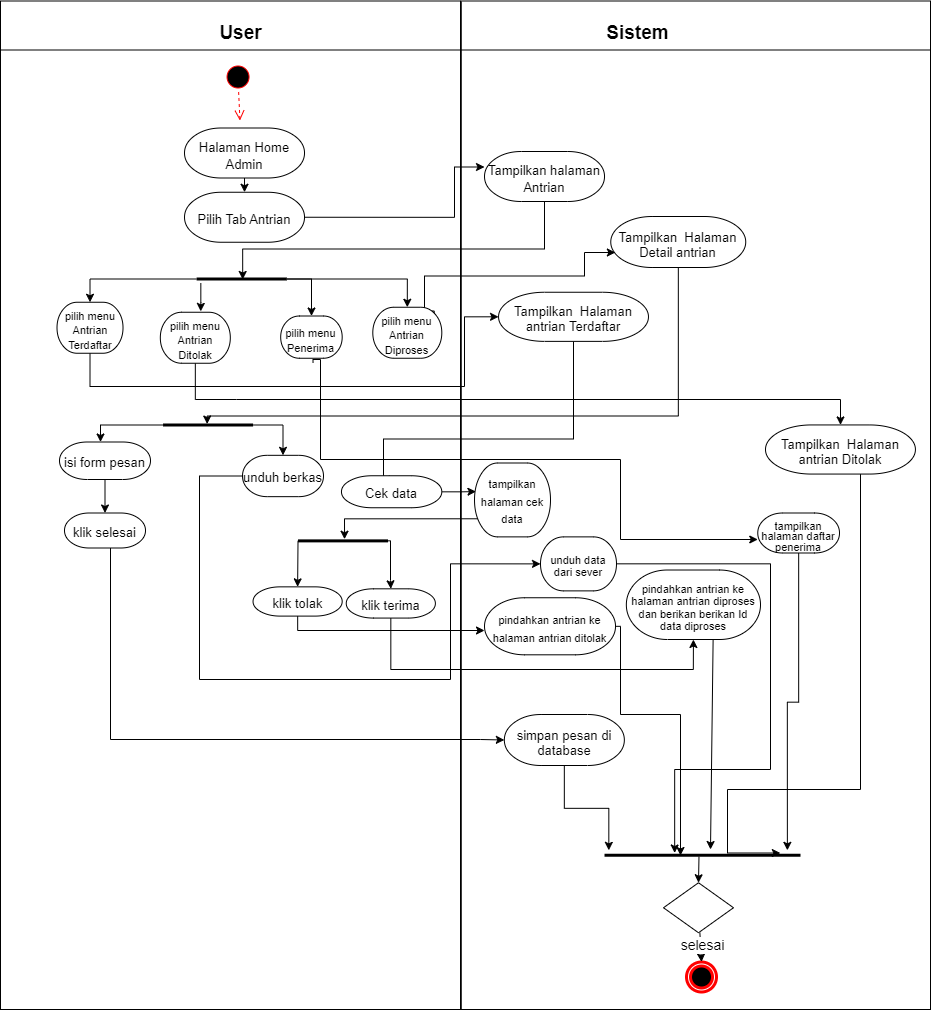 User
Sistem
Halaman Home
Admin
Pilih Tab Antrian
Tampilkan halaman
Antrian
Tampilkan Halaman
Detail antrian
pilih menu
Antrian
Terdaftar
pilih menu
Antrian
Ditolak
pilih menu
Penerima
pilih menu
Antrian
Diproses
Tampilkan Halaman
antrian Terdaftar
isi form pesan
unduh berkas
Cek data
tampilkan
halaman cek
data
Tampilkan Halaman
antrian Ditolak
klik selesai
tampilkan
halaman daftar
penerima
unduh data
dari sever
klik tolak
klik terima
pindahkan antrian ke
halaman antrian ditolak
pindahkan antrian ke
halaman antrian diproses
dan berikan berikan Id
data diproses
simpan pesan di
database
selesai